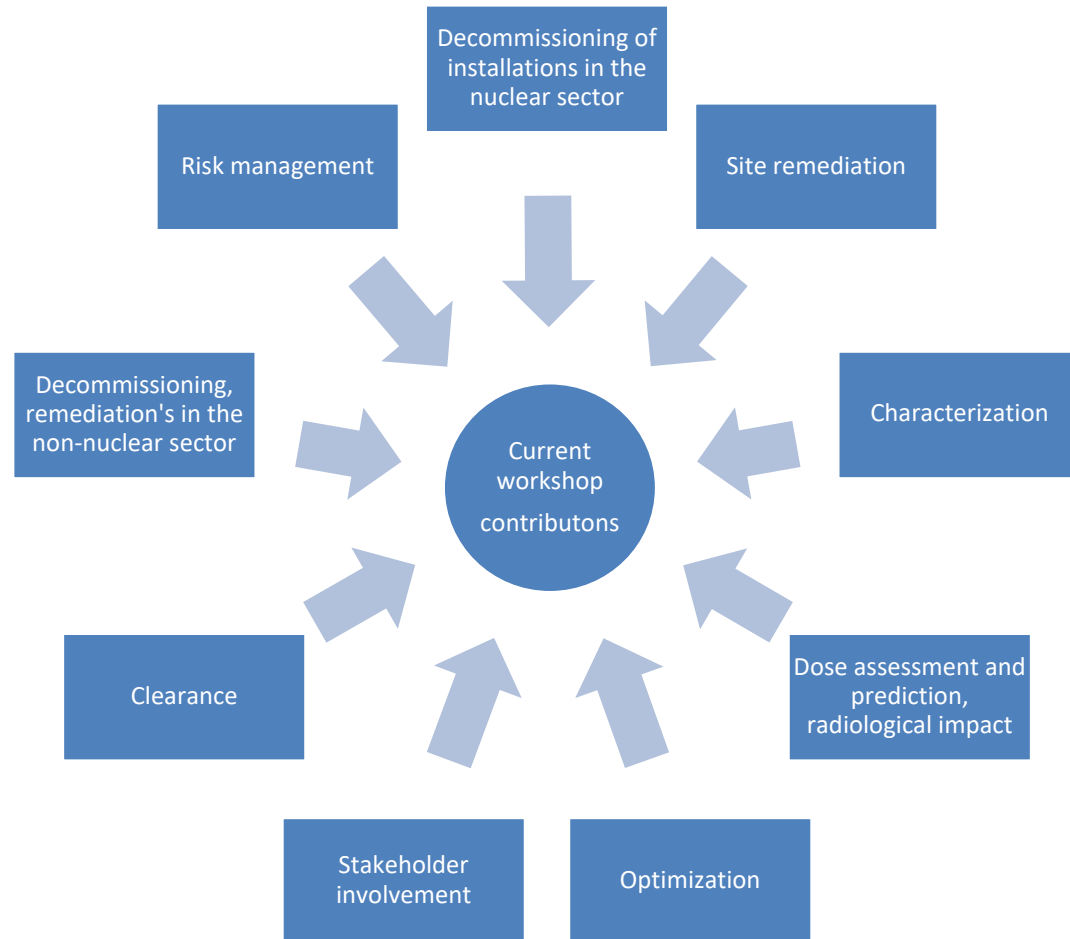 Decommissioning of
installations in the
nuclear sector
Risk management
Site remediation
Decommissioning,
remediation's in the
non-nuclear sector
Characterization
Current
workshop
contributons
Clearance
Dose assessment and
prediction,
radiological impact
Stakeholder
involvement
Optimization